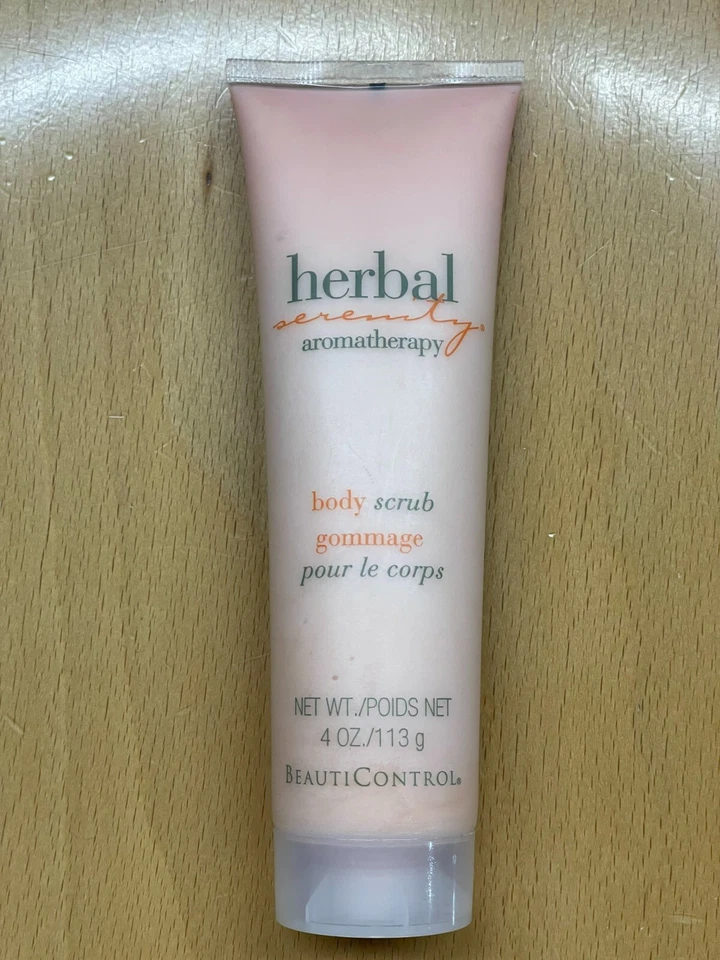 herbal
serenity®
aromatherapy
body scrub
gommage
pour le corps
NET WT./POIDS NET
4 OZ./113 g
BEAUTICONTROL®